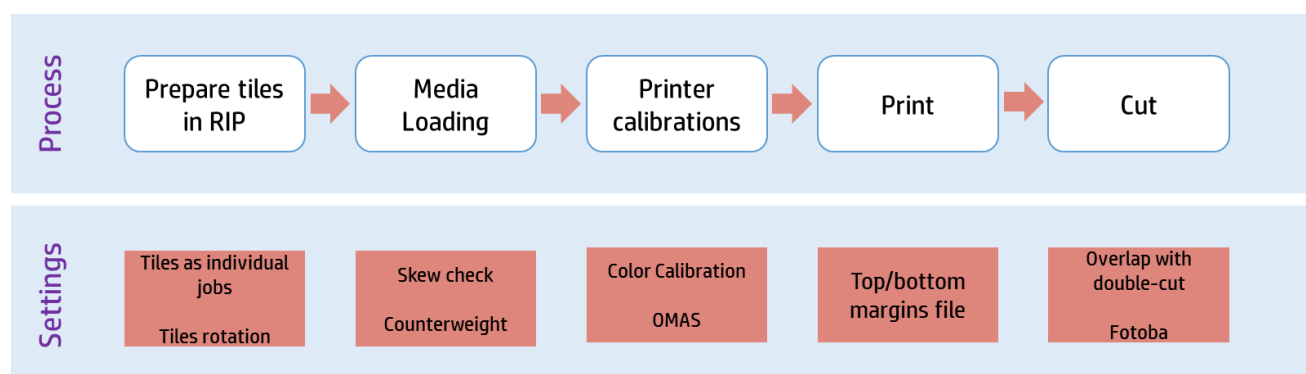 Process
Prepare tiles
in RIP
Media
Loading
Printer
calibrations
Print
Cut
Settings
Tiles as individual
jobs
Tiles rotation
Skew check
Counterweight
Color Calibration
OMAS
Top/bottom
margins file
Overlap with
double-cut
Fotoba